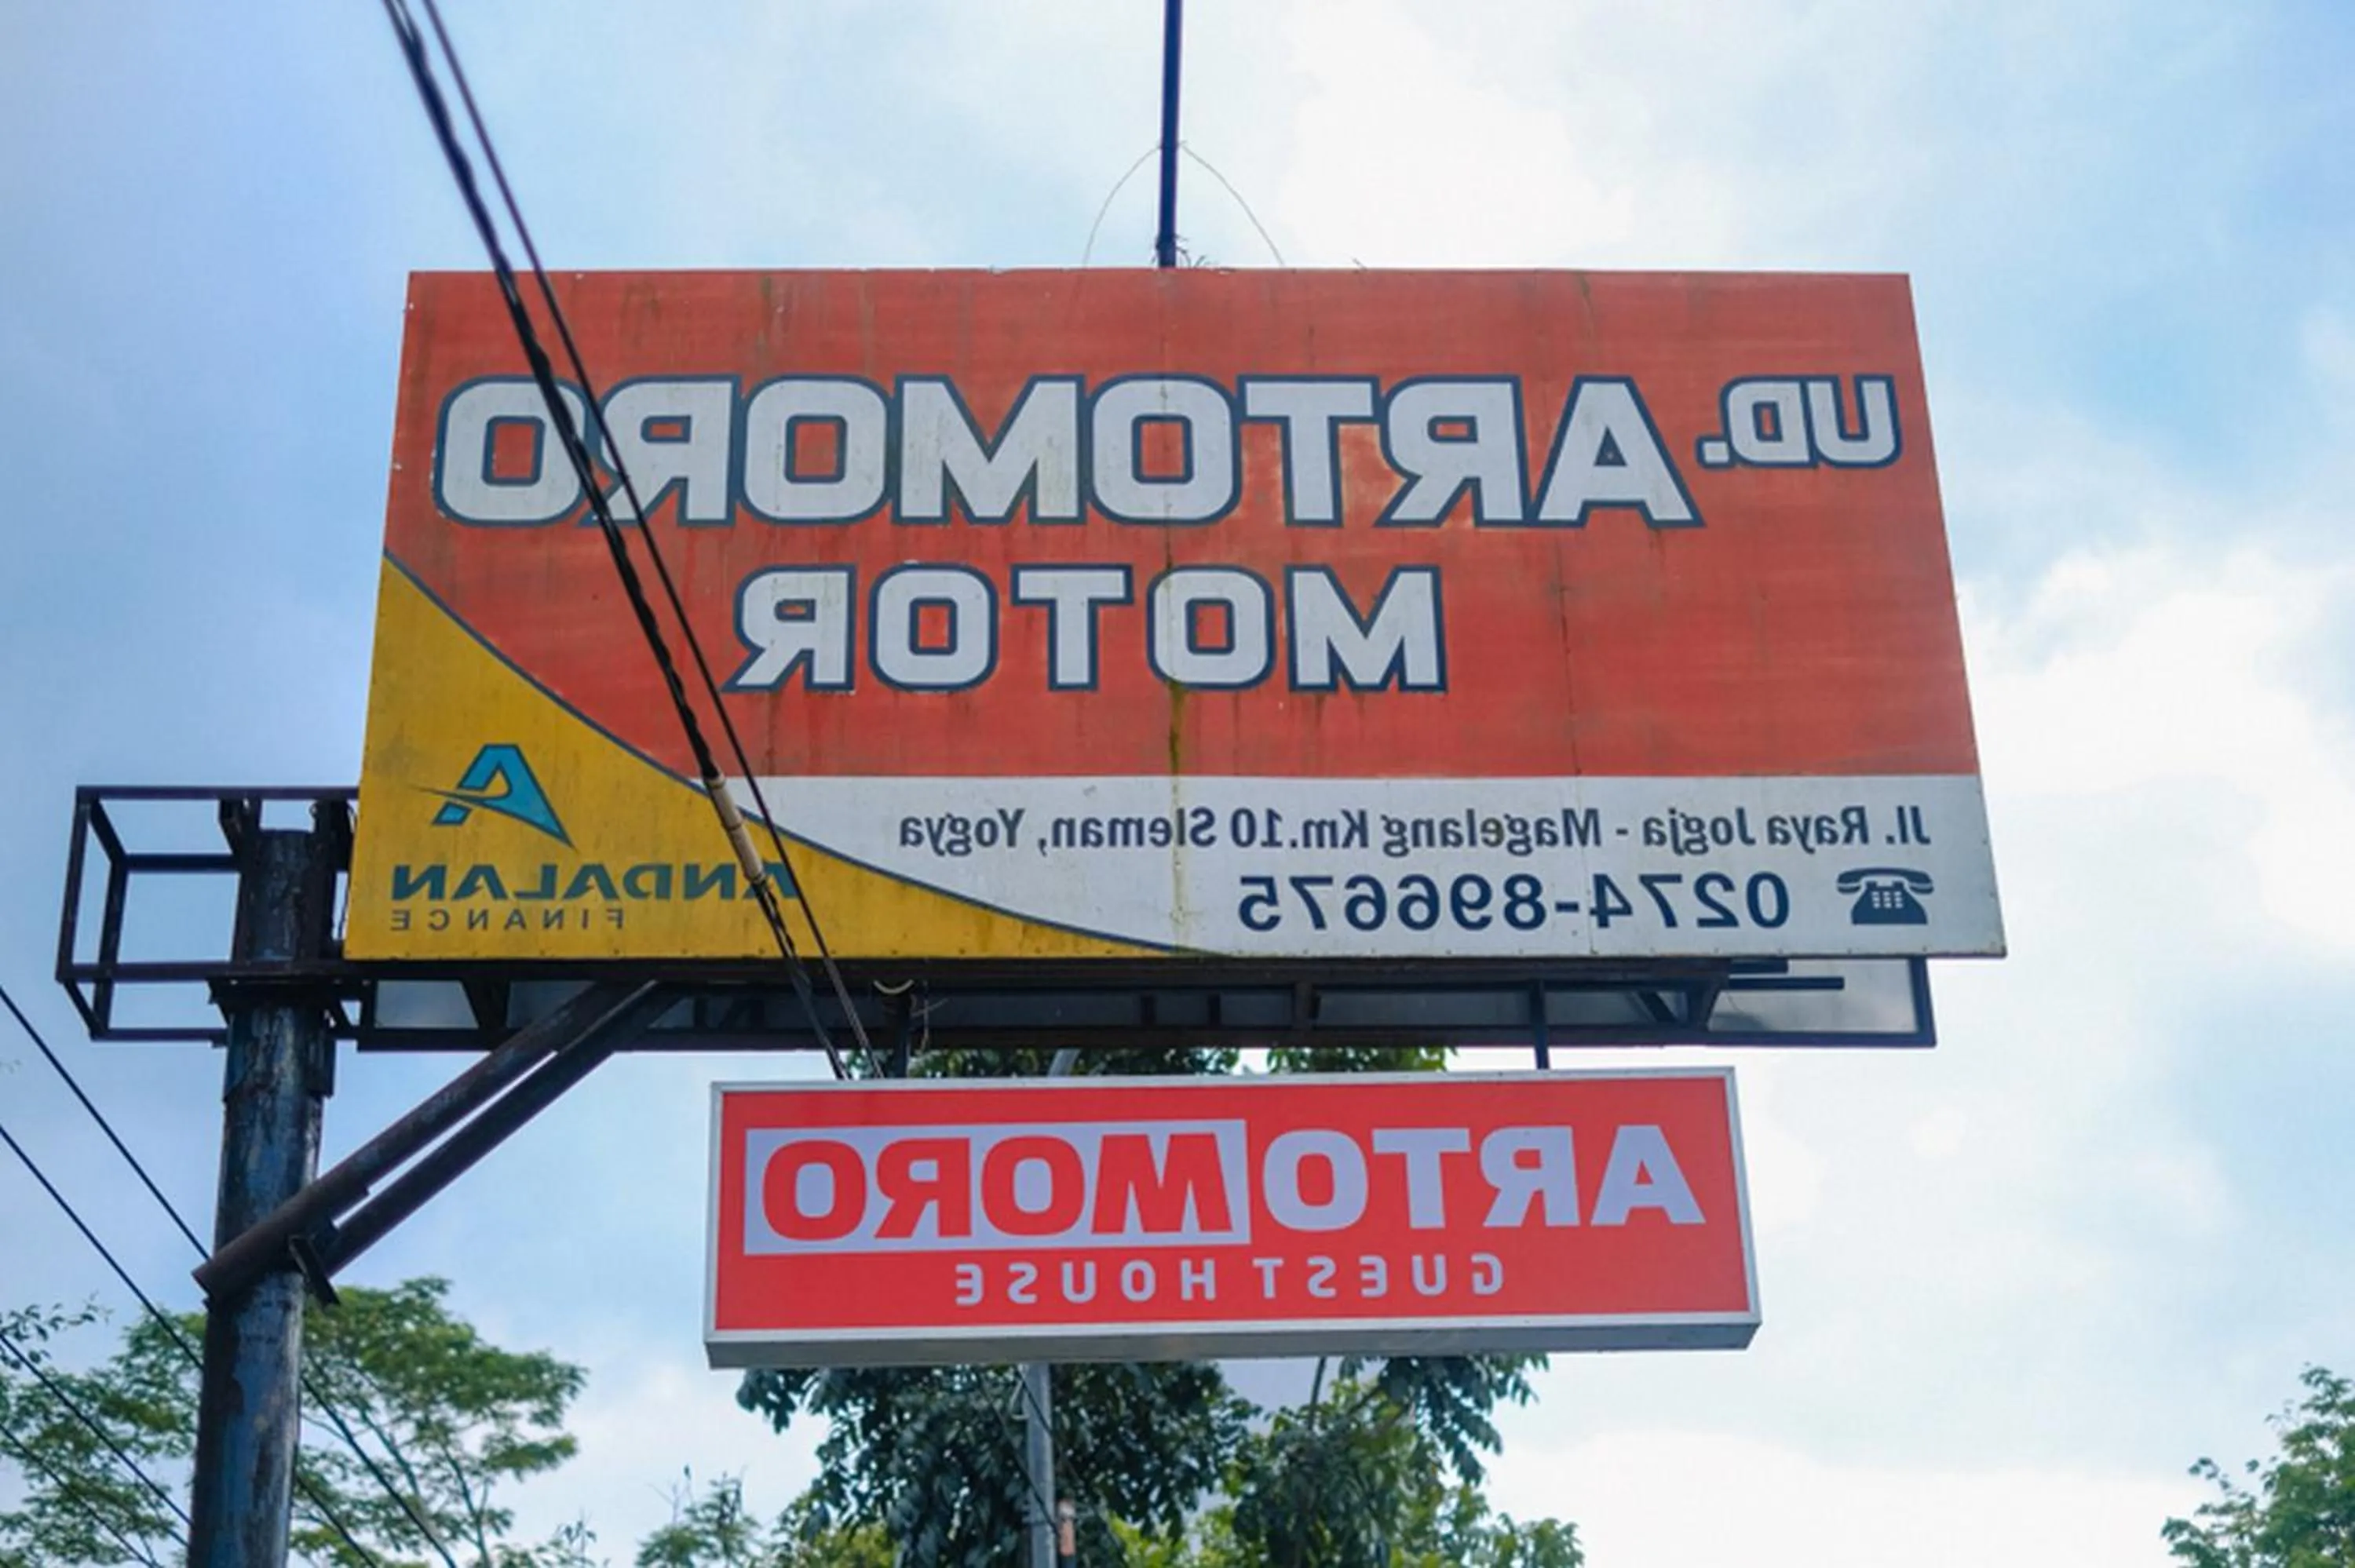 UD. ARTOMORO
MOTOR
Jl. Raya Jogja - Magelang Km.10 Sleman, Yogya
0274-896675
ANDALAN
FINANCE
ARTOMORO
GUEST HOUSE